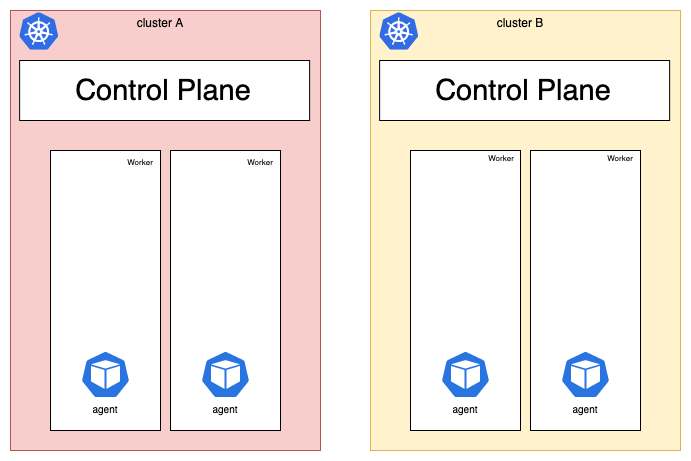 cluster A
Control Plane
Worker
Worker
agent
agent
cluster B
Control Plane
Worker
Worker
agent
agent